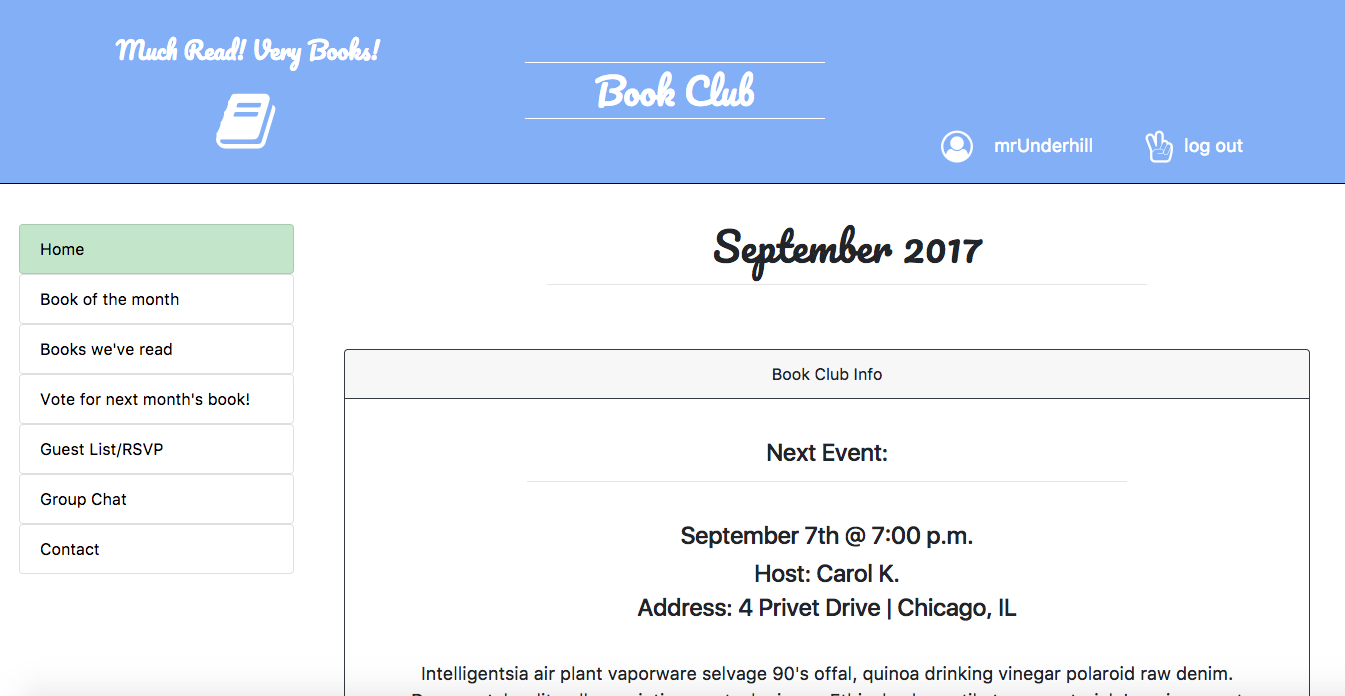 Much Read! Very Books!
Book Club
mrUnderhill
log out
Home
Book of the month
Books we've read
Vote for next month's book!
Guest List/RSVP
Group Chat
Contact
September 2017
Book Club Info
Next Event:
September 7th @ 7:00 p.m.
Host: Carol K.
Address: 4 Privet Drive | Chicago, IL
Intelligentsia air plant vaporware selvage 90's offal, quinoa drinking vinegar polaroid raw denim.